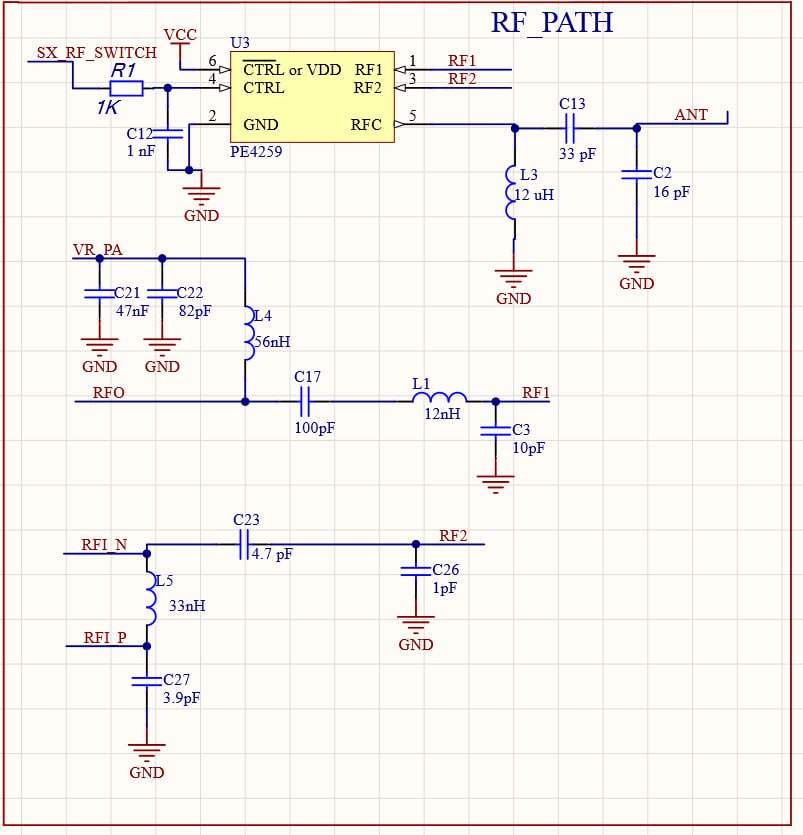 RF_PATH
VCC
SX_RF_SWITCH
R1
1K
C12
1 nF
GND
U3
6 CTRL or VDD RF1 1 RF1
4 CTRL RF2 3 RF2
2 GND RFC 5
PE4259
C13
33 pF
ANT
L3
12 uH
GND
C2
16 pF
GND
VR_PA
C21
47nF
GND
C22
82pF
GND
L4
56nH
RFO
C17
100pF
L1
12nH
RF1
C3
10pF
RFI_N
C23
4.7 pF
RF2
C26
1pF
GND
L5
33nH
RFI_P
C27
3.9pF
GND